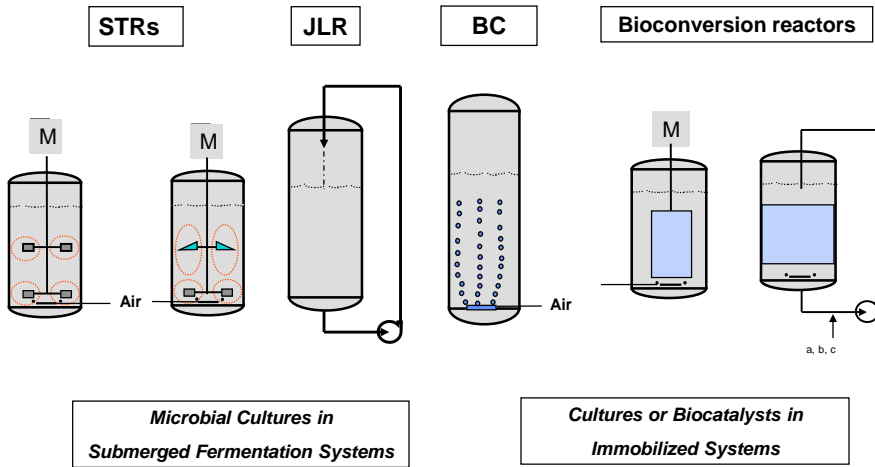 STRs
JLR
BC
Bioconversion reactors
M
M
M
Air
Air
a, b, c
Microbial Cultures in
Submerged Fermentation Systems
Cultures or Biocatalysts in
Immobilized Systems